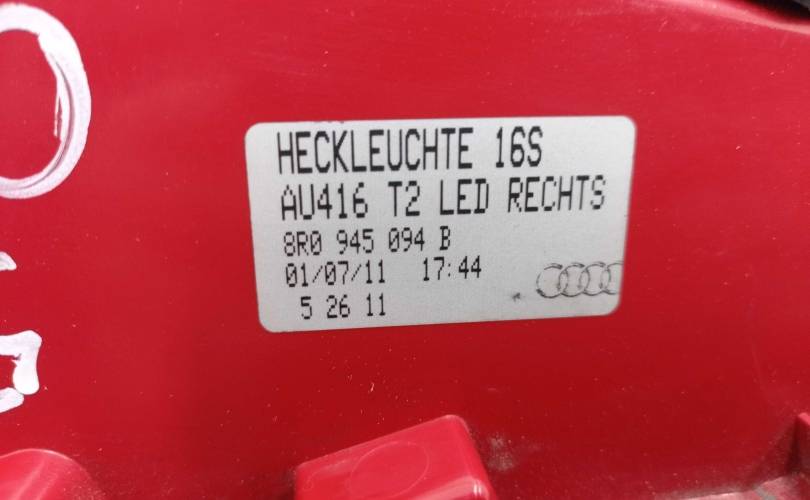 HECKLEUCHTE 16S
AU416 T2 LED RECHTS
8R0 945 094 B
01/07/11 17:44
5 26 11